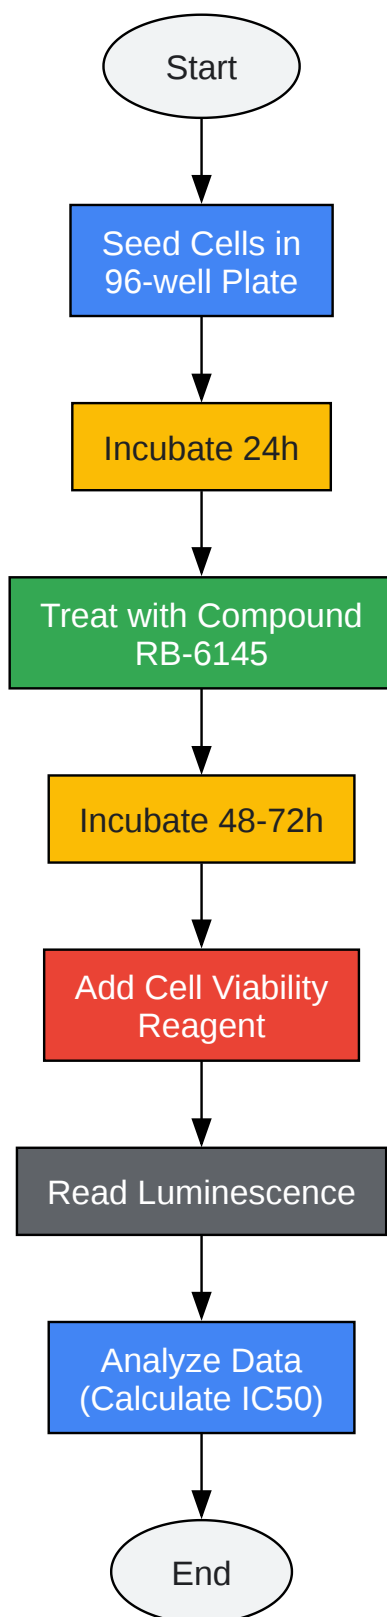 Start
Seed Cells in
96-well Plate
Incubate 24h
Treat with Compound
RB-6145
Incubate 48-72h
Add Cell Viability
Reagent
Read Luminescence
Analyze Data
(Calculate IC50)
End